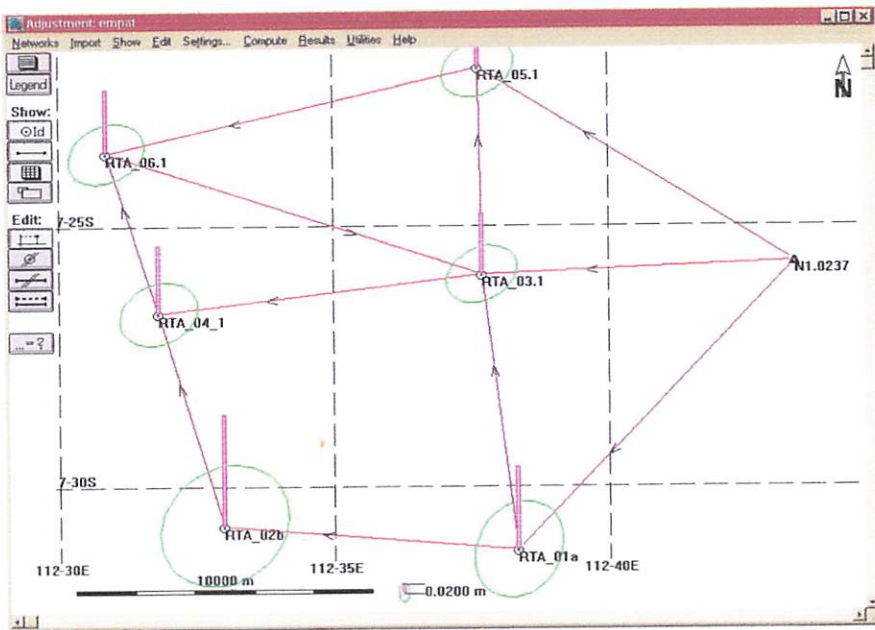 Adjustment: empat
Networks Import Show Edit Settings... Compute Results Utilities Help
Legend
Show:
Id
Edit:
...=?
N
RTA_05.1
RTA_06.1
7-25S
N1.0237
RTA_03.1
RTA_04_1
7-30S
RTA_02b
RTA_01a
112-30E
112-35E
112-40E
10000 m
0.0200 m